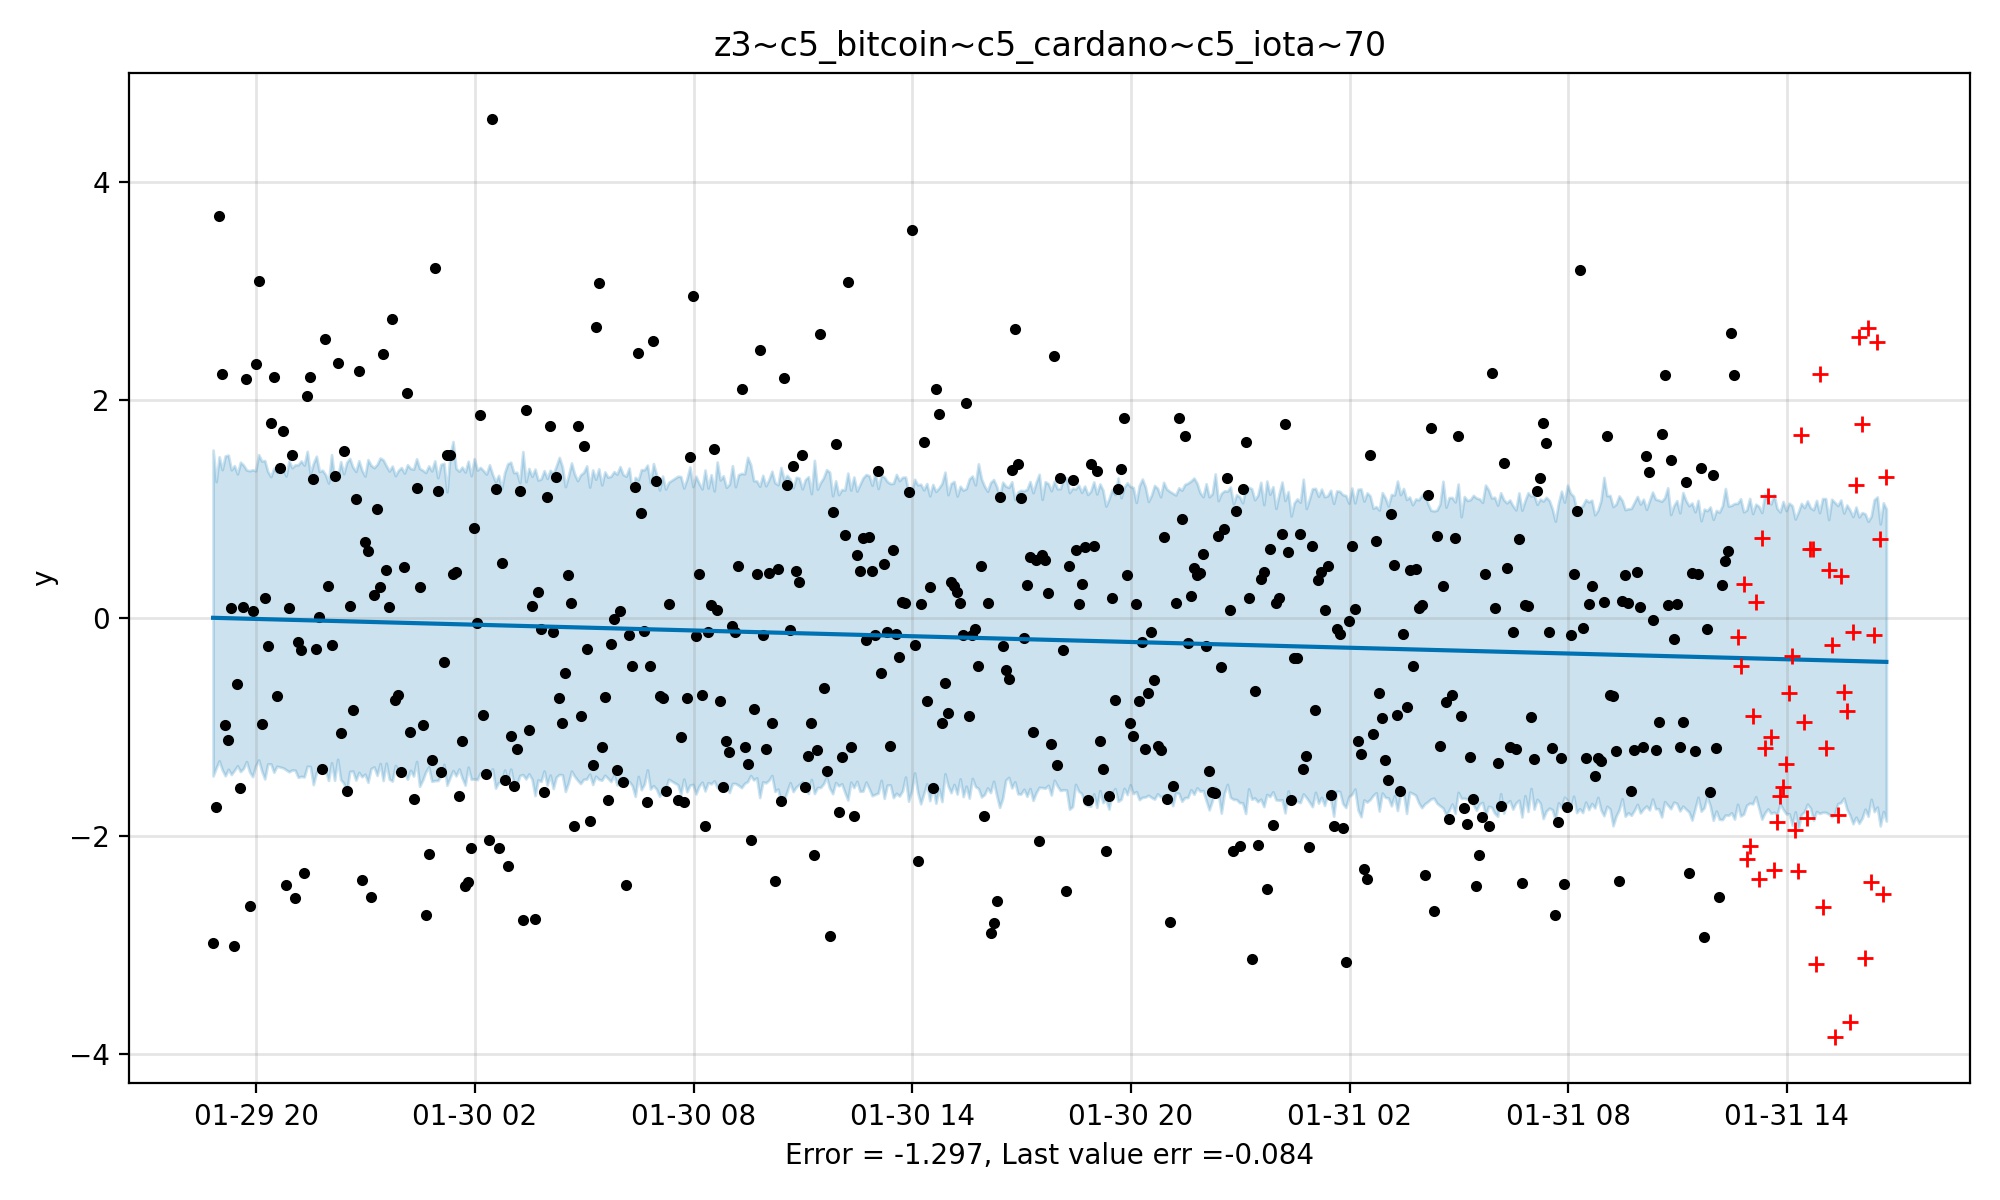 z3~c5_bitcoin~c5_cardano~c5_iota~70
y
4
2
0
−2
−4
01-29 20 01-30 02 01-30 08 01-30 14 01-30 20 01-31 02 01-31 08 01-31 14
Error = -1.297, Last value err =-0.084